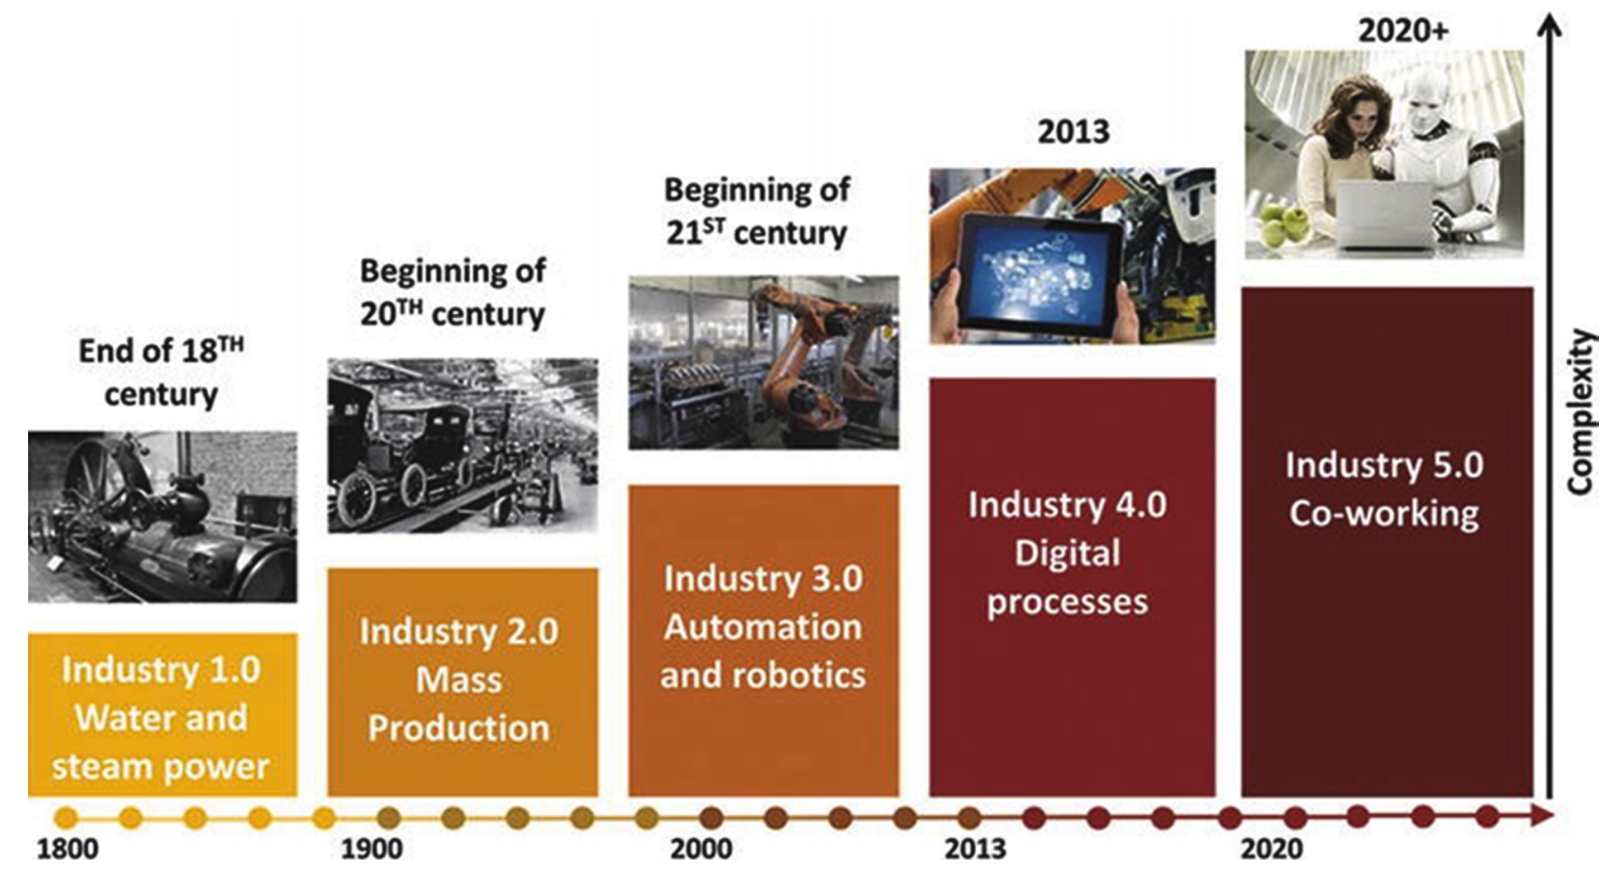 End of 18TH
century
Industry 1.0
Water and
steam power
Beginning of
20TH century
Industry 2.0
Mass
Production
Beginning of
21ST century
Industry 3.0
Automation
and robotics
2013
Industry 4.0
Digital
processes
2020+
Industry 5.0
Co-working
Complexity
1800
1900
2000
2013
2020